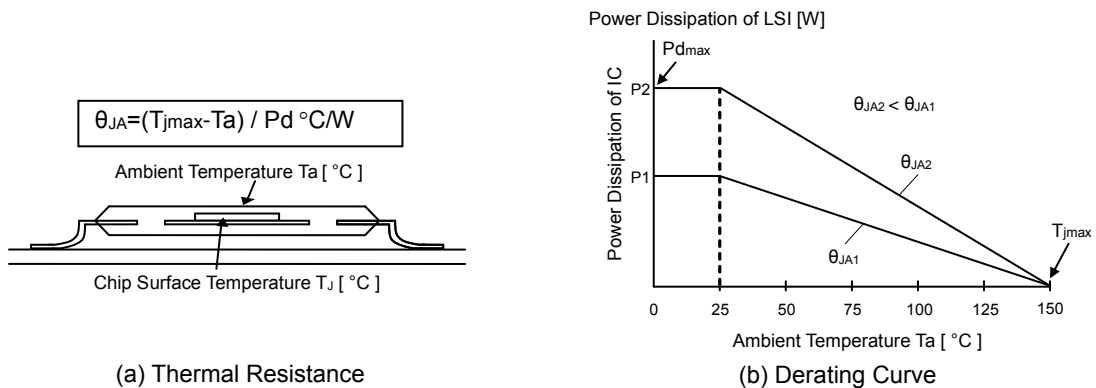 θJA=(Tjmax-Ta) / Pd °C/W
Ambient Temperature Ta [ °C ]
Chip Surface Temperature TJ [ °C ]
(a) Thermal Resistance
Power Dissipation of LSI [W]
Pdmax
Power Dissipation of IC
P2
P1
θJA2 < θJA1
θJA2
θJA1
Tjmax
0 25 50 75 100 125 150
Ambient Temperature Ta [ °C ]
(b) Derating Curve